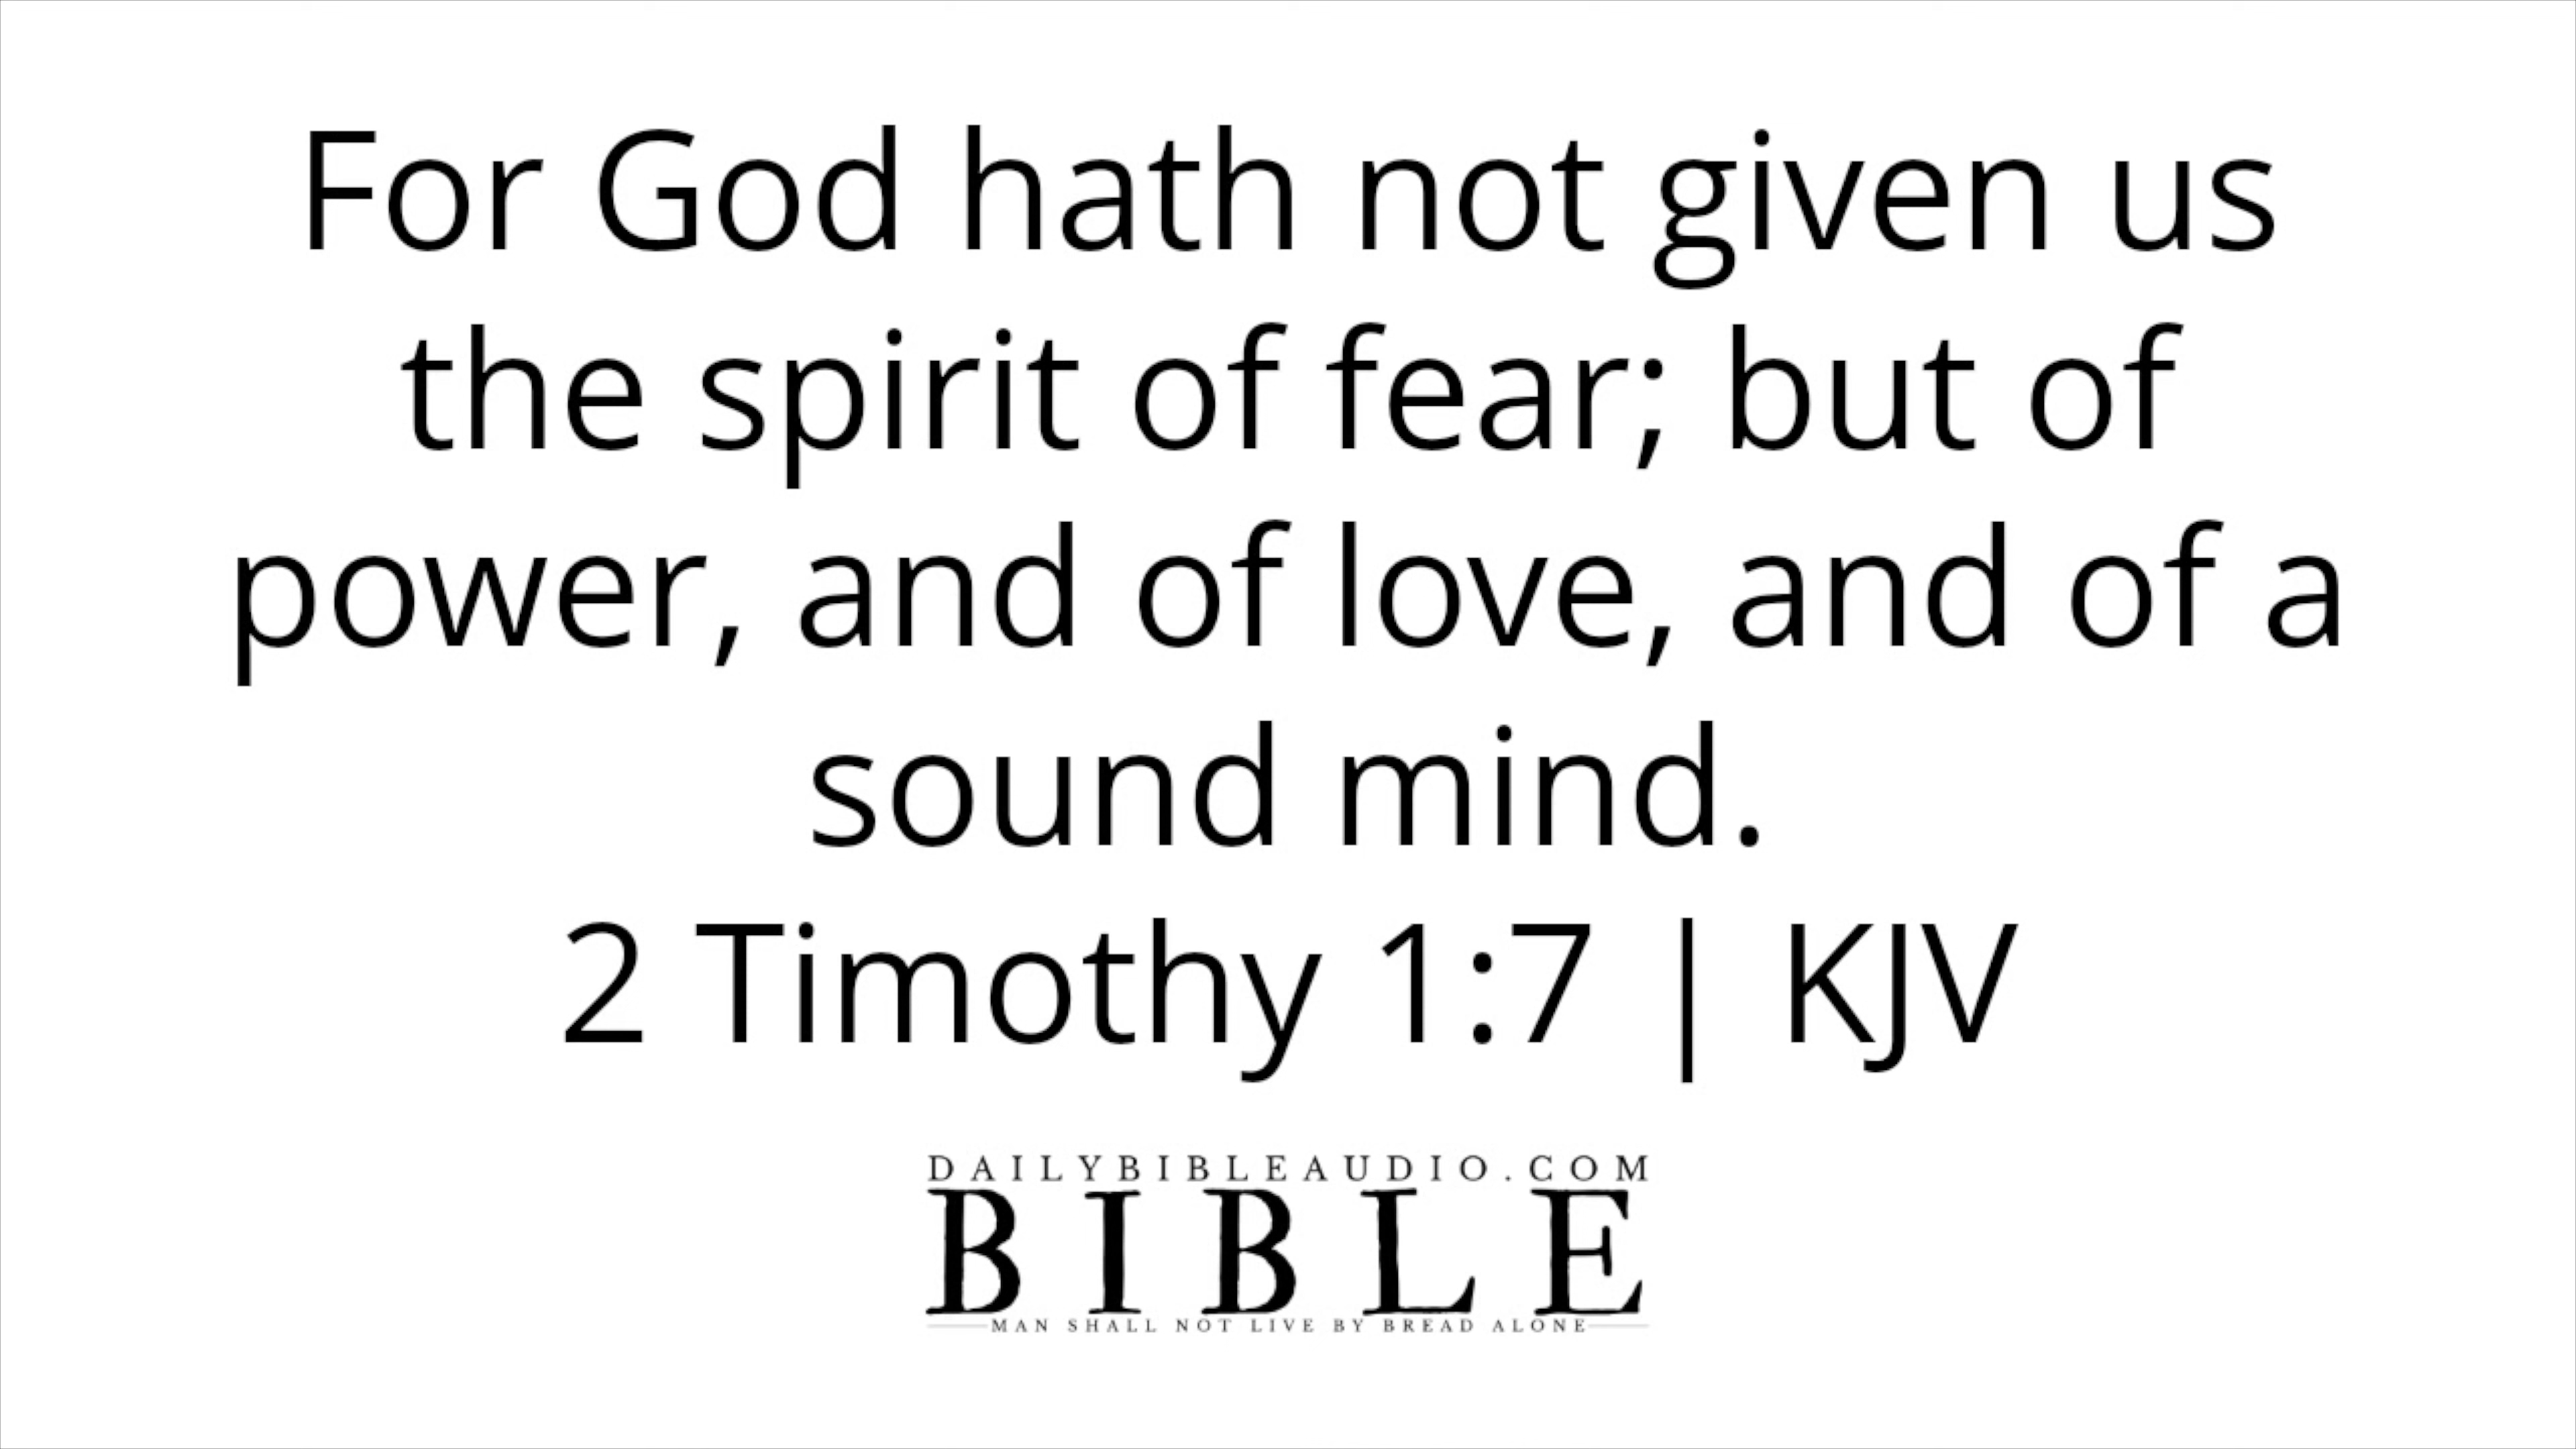 For God hath not given us
the spirit of fear; but of
power, and of love, and of a
sound mind.
2 Timothy 1:7 | KJV
DAILYBIBLEAUDIO.COM
BIBLE
MAN SHALL NOT LIVE BY BREAD ALONE